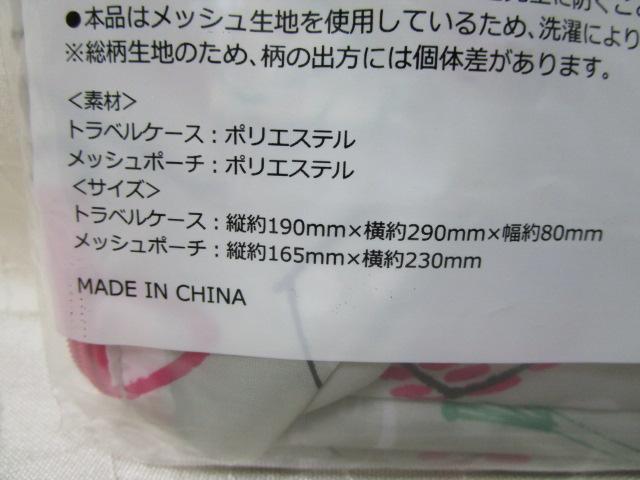 ●本品はメッシュ生地を使用しているため、洗濯により
※総柄生地のため、柄の出方には個体差があります。
<素材>
トラベルケース：ポリエステル
メッシュポーチ：ポリエステル
<サイズ>
トラベルケース：縦約190mm×横約290mm×幅約80mm
メッシュポーチ：縦約165mm×横約230mm
MADE IN CHINA